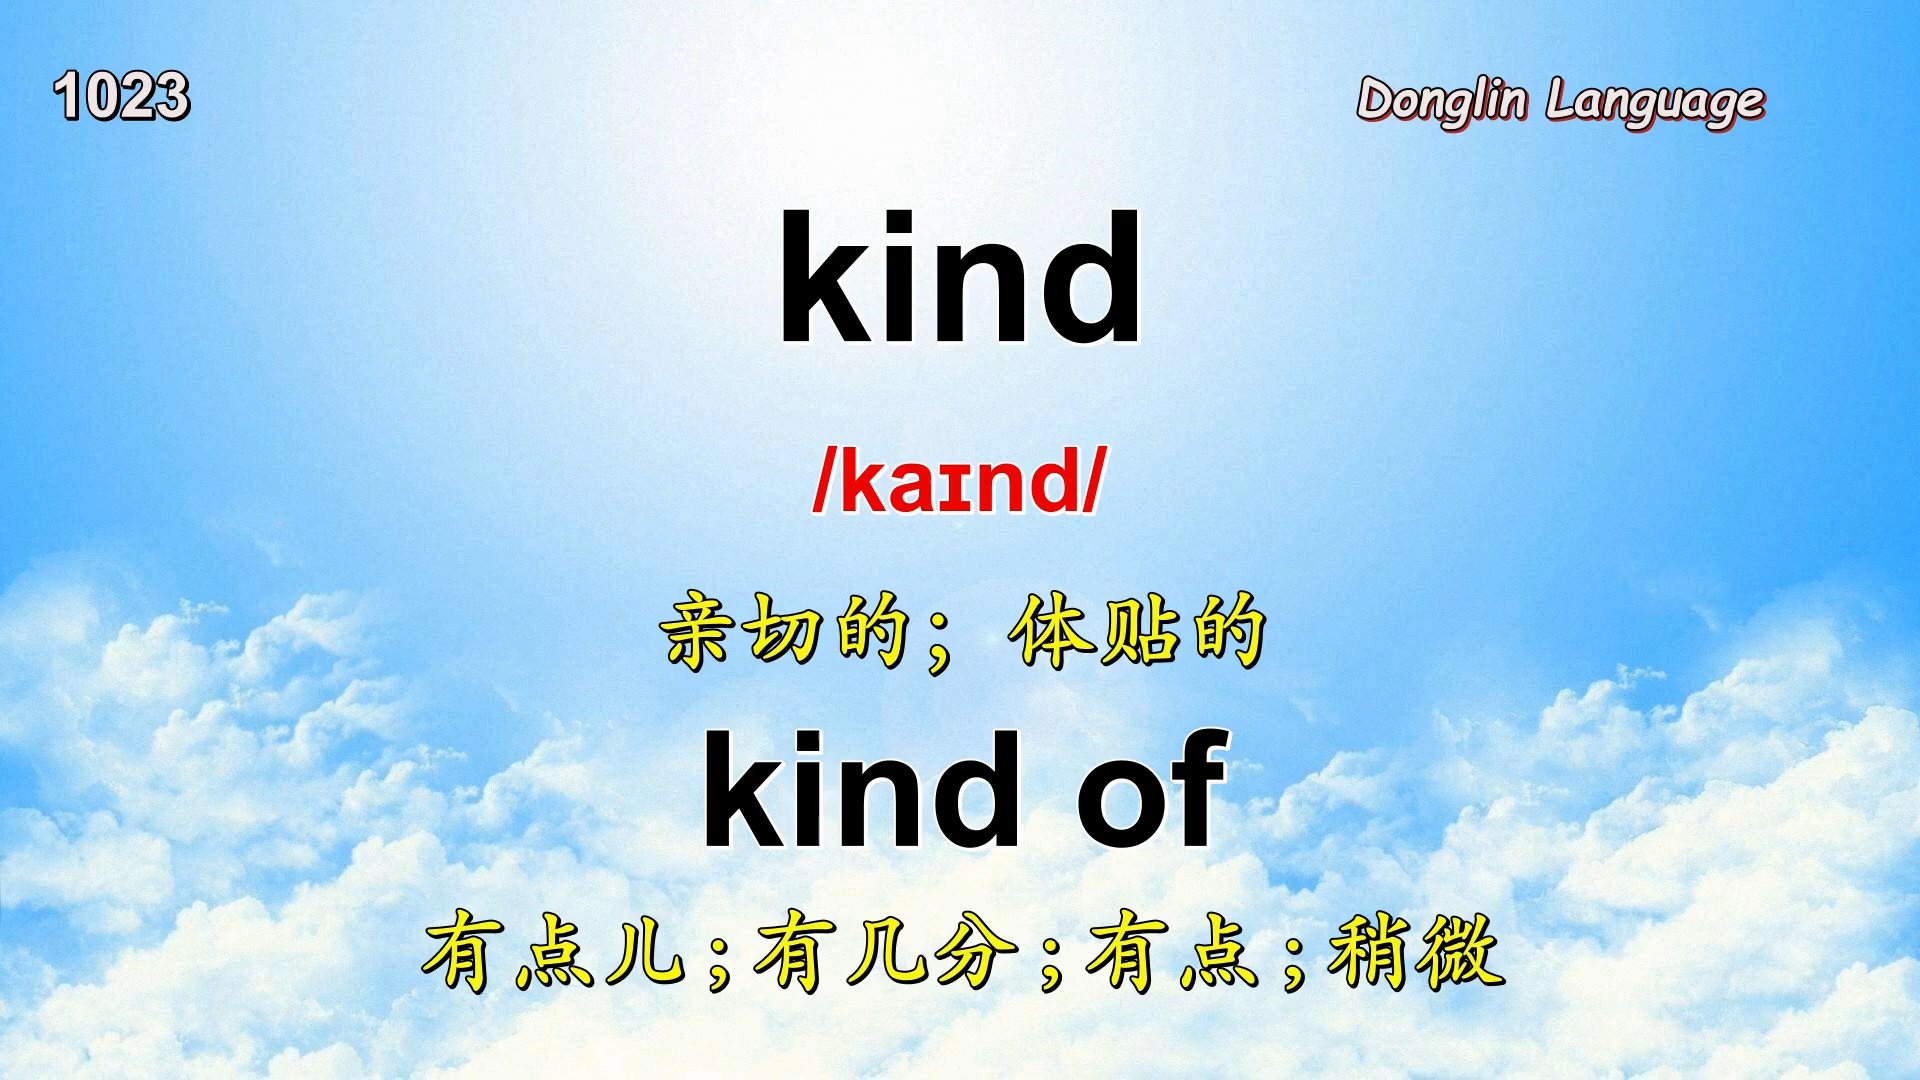 1023
Donglin Language
kind
/kaɪnd/
亲切的；体贴的
kind of
有点儿;有几分;有点;稍微